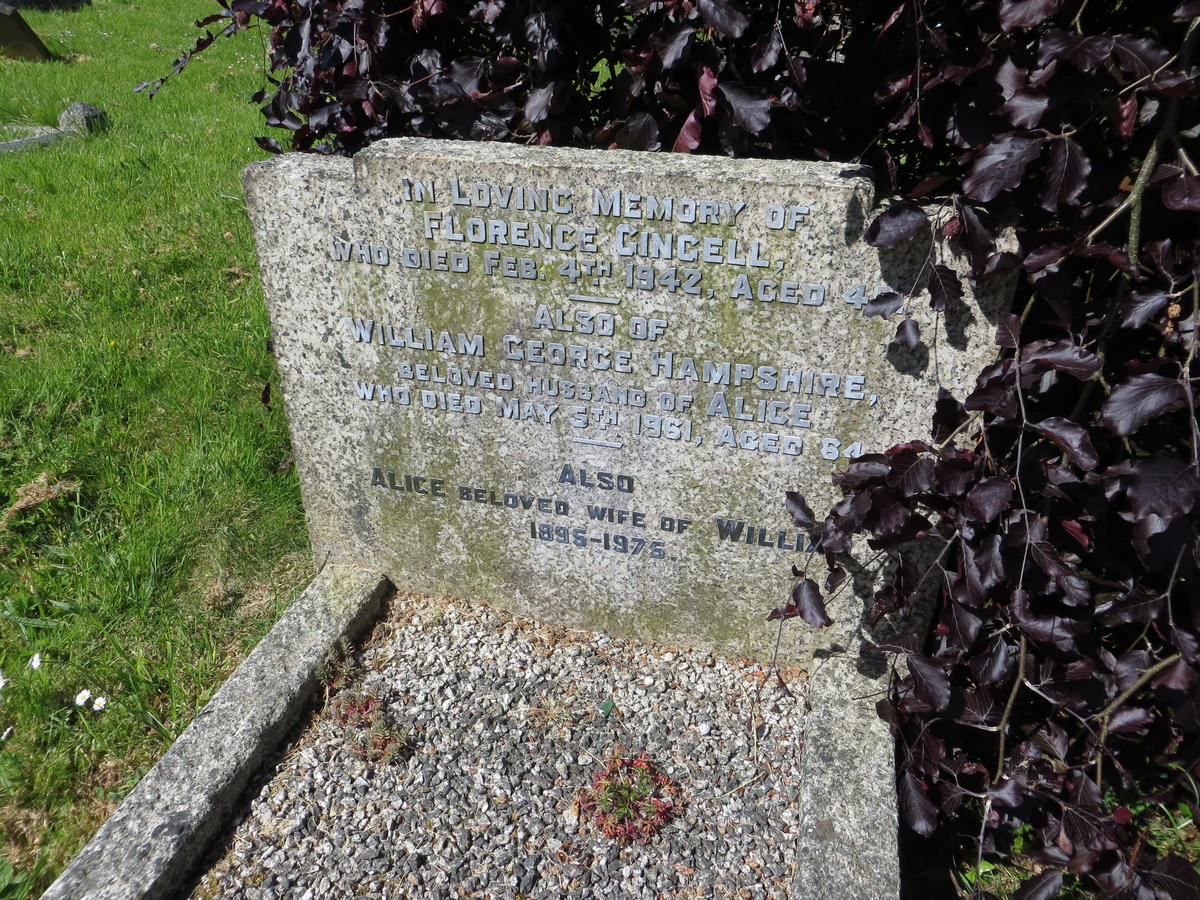 In Loving Memory of
Florence Gingell,
who died Feb. 4th 1942, Aged
Also of
William George Hampshire,
beloved husband of Alice
who died May 5th 1961, Aged 64
Also
Alice beloved wife of
1895-1975.